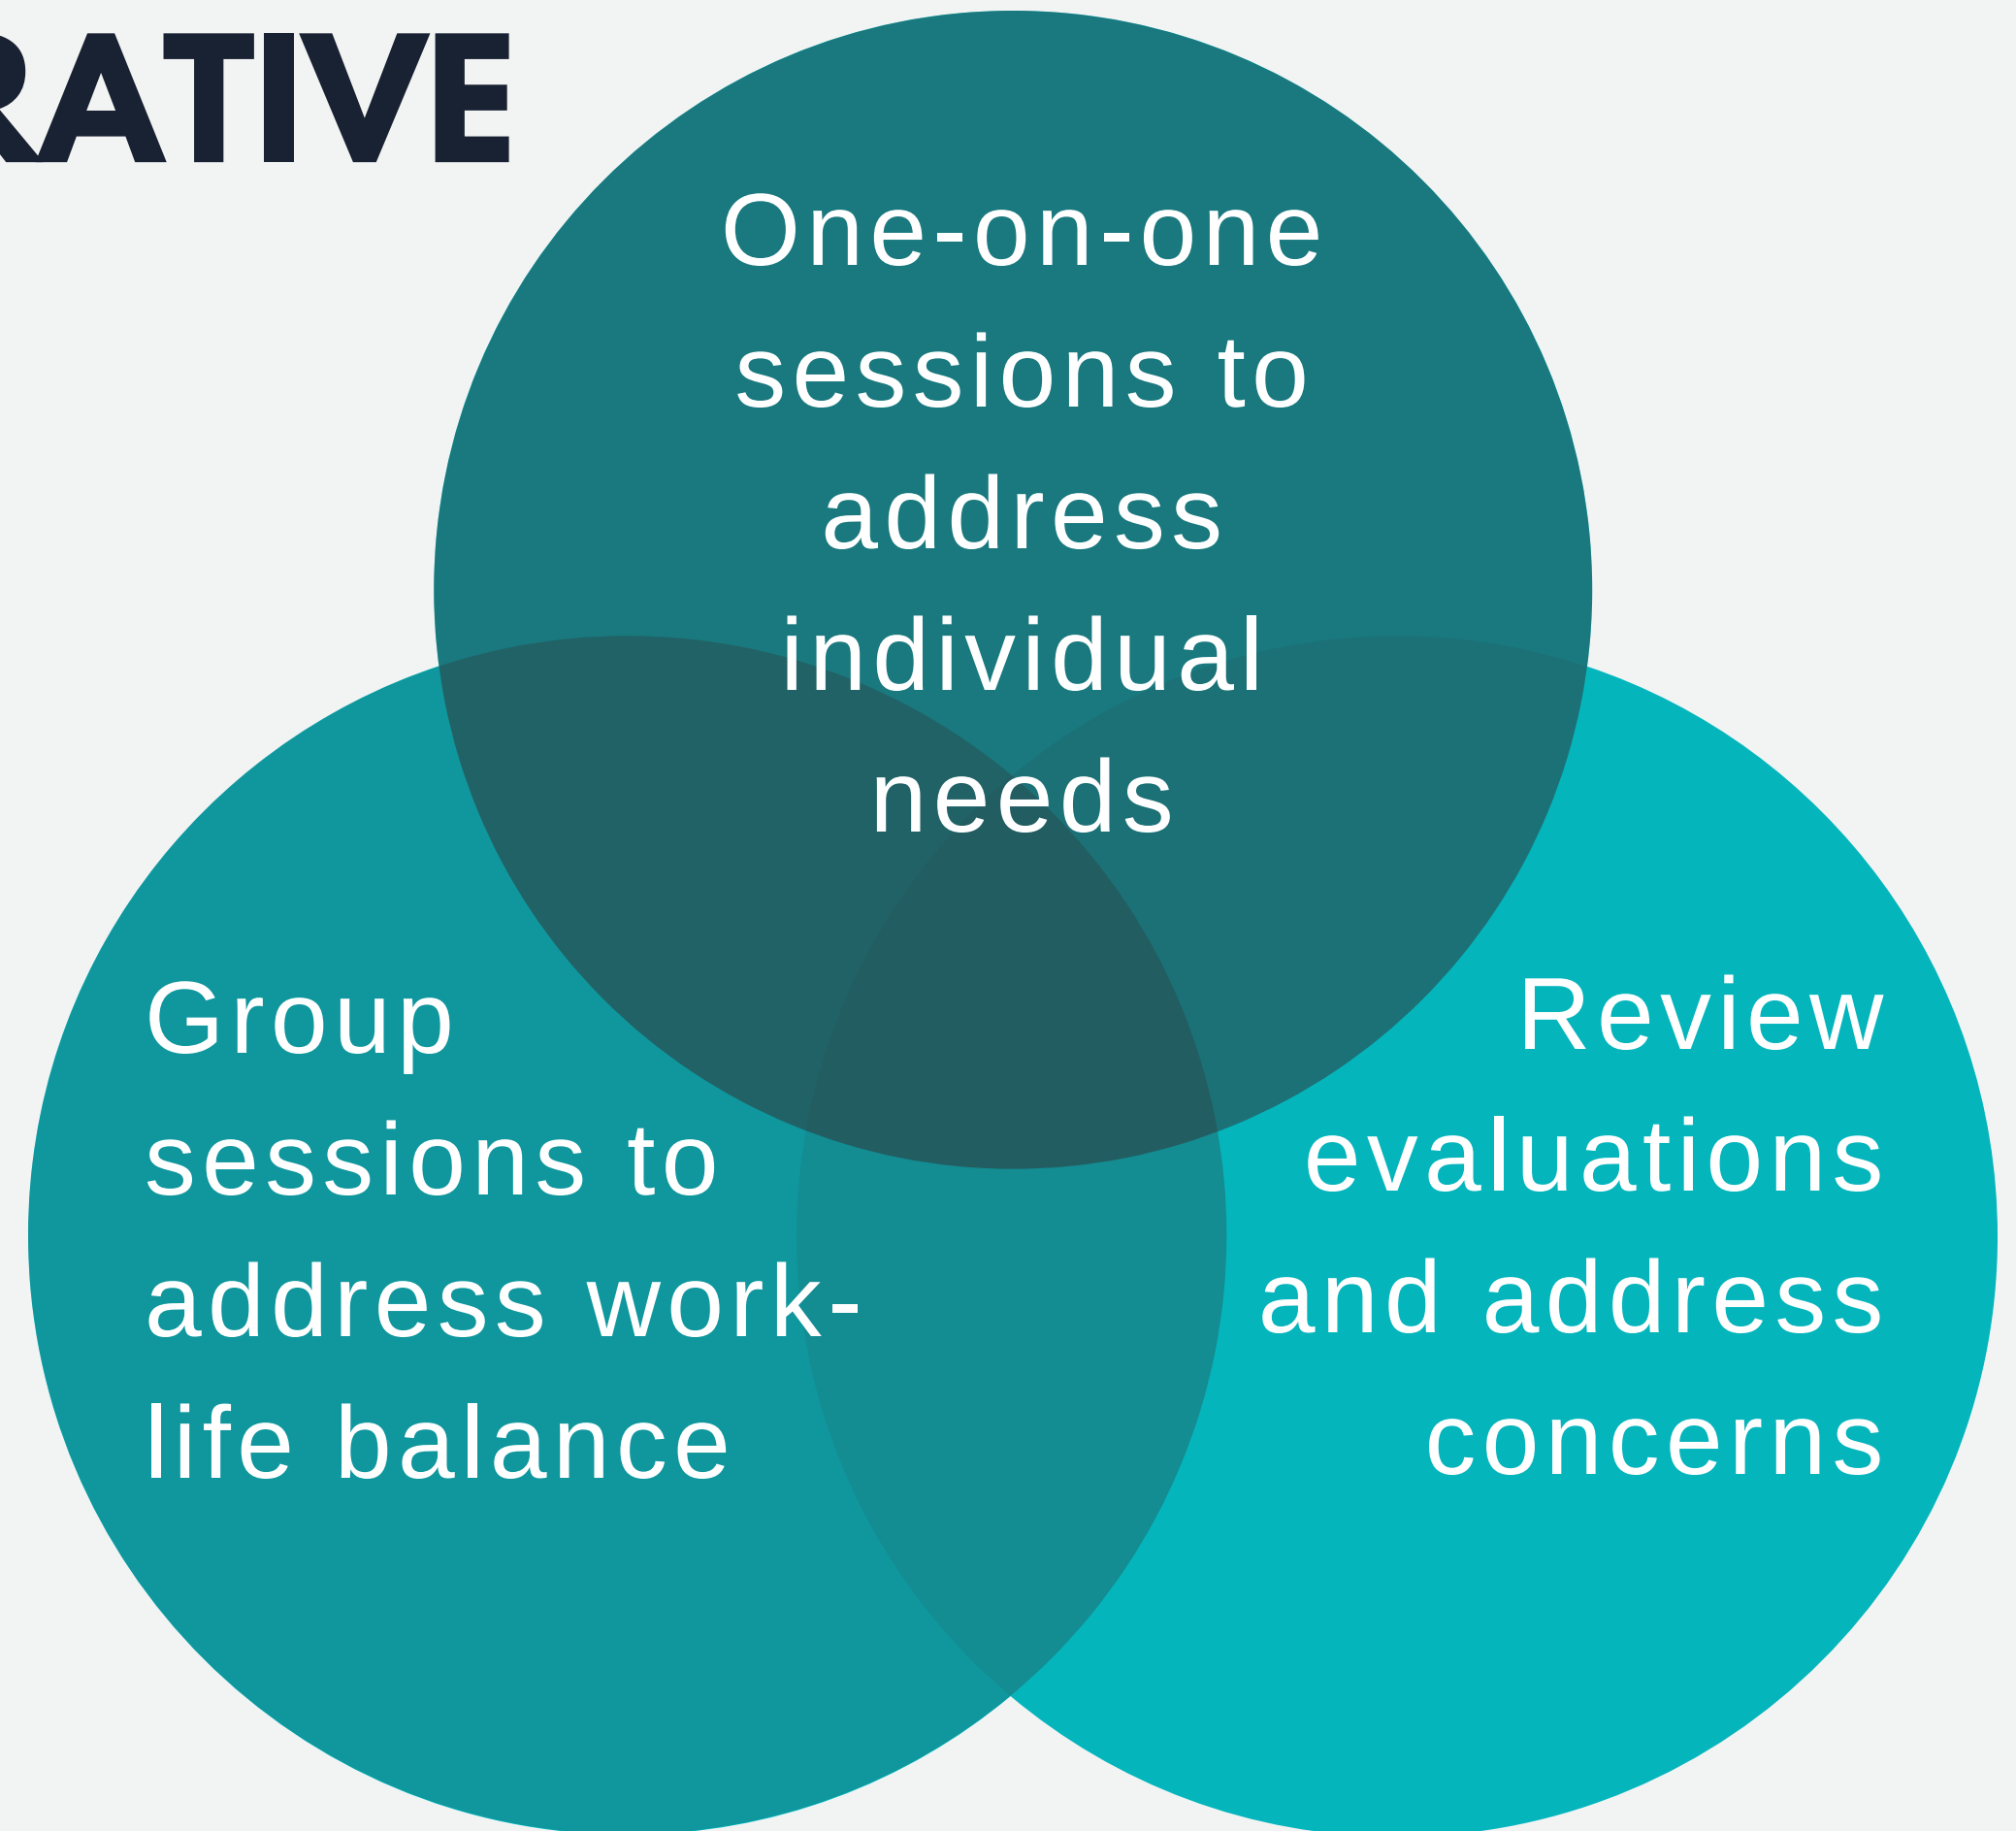 RATIVE
One-on-one
sessions to
address
individual
needs
Group
sessions to
address work-
life balance
Review
evaluations
and address
concerns